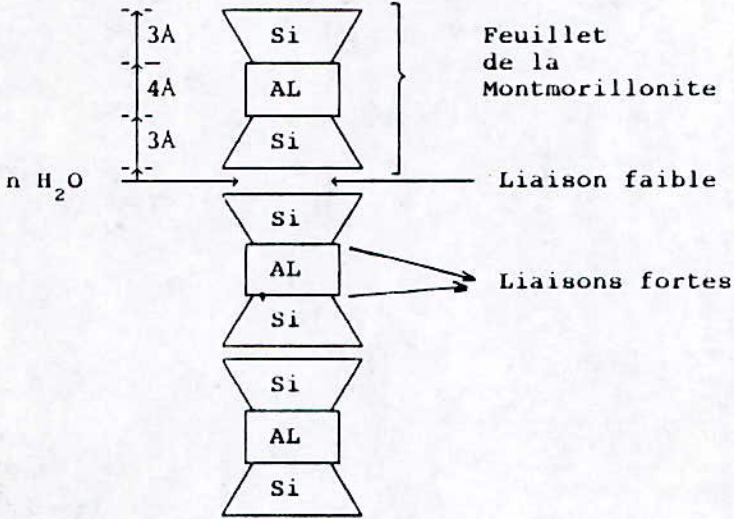 3A
Si
4A
AL
3A
Si
Feuillet
de la
Montmorillonite
n H₂O
Liaison faible
Si
AL
Si
Liaisons fortes
Si
AL
Si